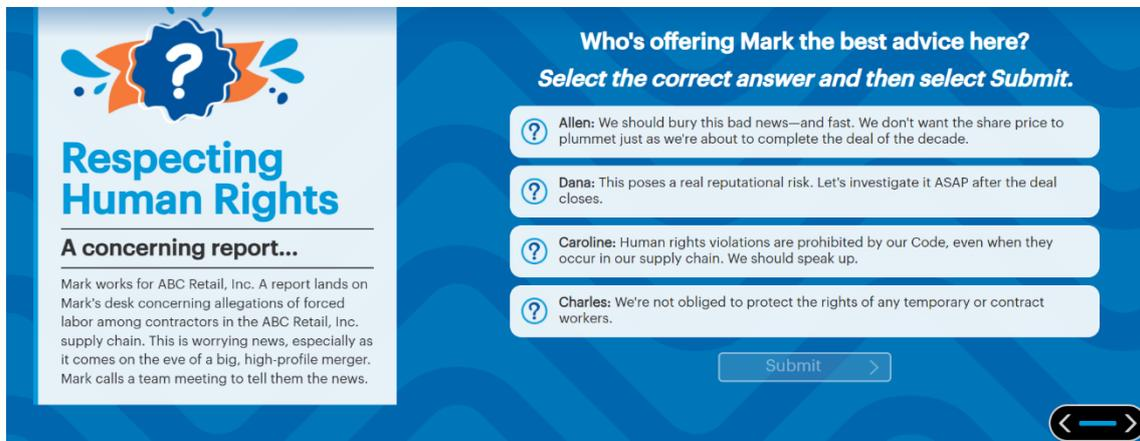 Respecting
Human Rights
A concerning report...
Mark works for ABC Retail, Inc. A report lands on
Mark's desk concerning allegations of forced
labor among contractors in the ABC Retail, Inc.
supply chain. This is worrying news, especially as
it comes on the eve of a big, high-profile merger.
Mark calls a team meeting to tell them the news.
Who's offering Mark the best advice here?
Select the correct answer and then select Submit.
Allen: We should bury this bad news—and fast. We don't want the share price to
plummet just as we're about to complete the deal of the decade.
Dana: This poses a real reputational risk. Let's investigate it ASAP after the deal
closes.
Caroline: Human rights violations are prohibited by our Code, even when they
occur in our supply chain. We should speak up.
Charles: We're not obliged to protect the rights of any temporary or contract
workers.
Submit